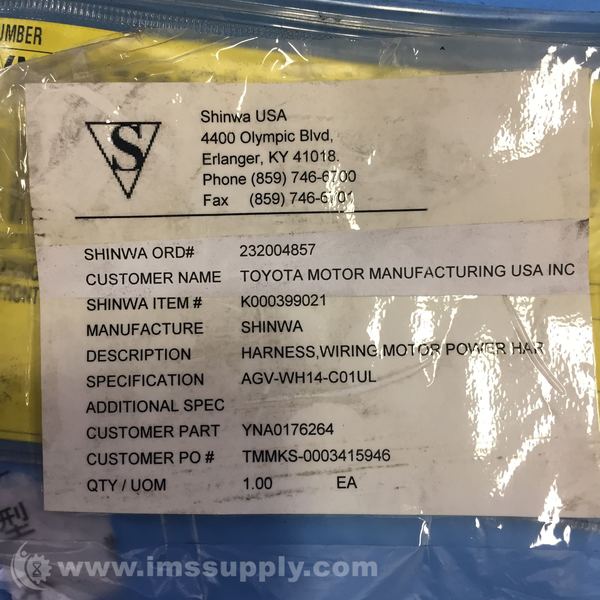 UMBER
S
Shinwa USA
4400 Olympic Blvd,
Erlanger, KY 41018.
Phone (859) 746-6700
Fax (859)
SHINWA ORD# 232004857
CUSTOMER NAME TOYOTA MOTOR MANUFACTURING USA INC
SHINWA ITEM # K000399021
FRONT
MANUFACTURE SHINWA
DESCRIPTION HARNESS,WIRING,MOTOR POWER HAR
SPECIFICATION AGV-WH14-C01UL
ADDITIONAL SPEC
CUSTOMER PART YNA0176264
CUSTOMER PO # TMMKS-0003415946
QTY / UOM 1.00 EA
型
© www.imssupply.com